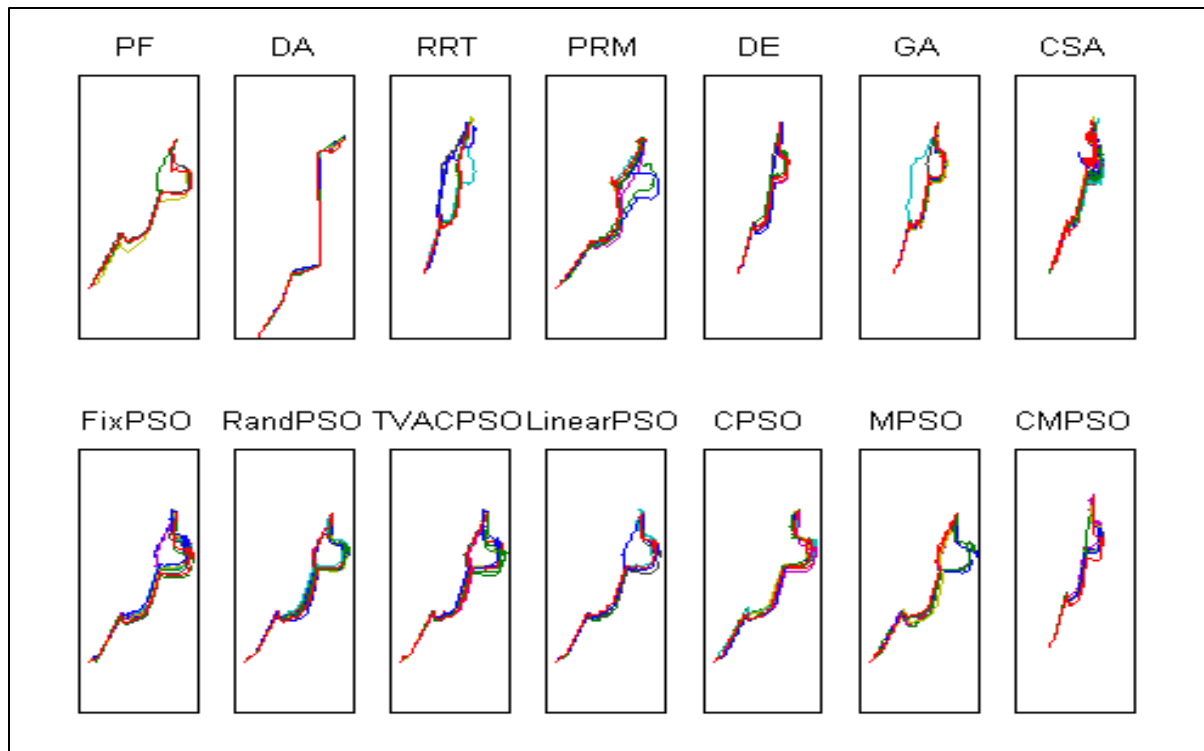 PF DA RRT PRM DE GA CSA
FixPSO RandPSO TVACPSO LinearPSO CPSO MPSO CMPSO